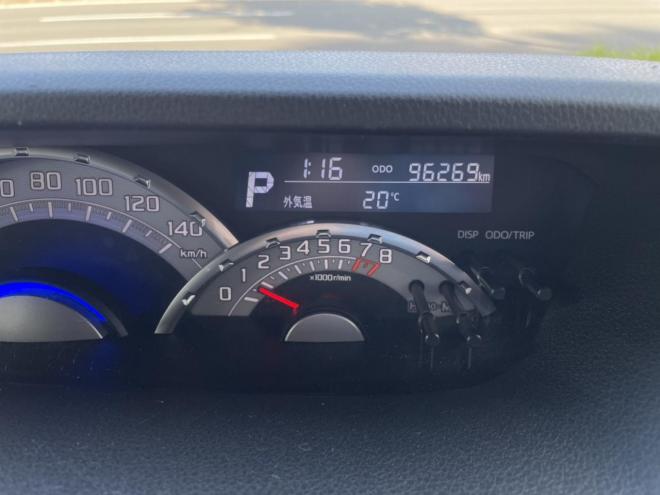 1:16 ODO 96269km
P
外気温 20℃
80 100 120 140
km/h
DISP ODO/TRIP
0 1 2 3 4 5 6 7 8
×1000r/min